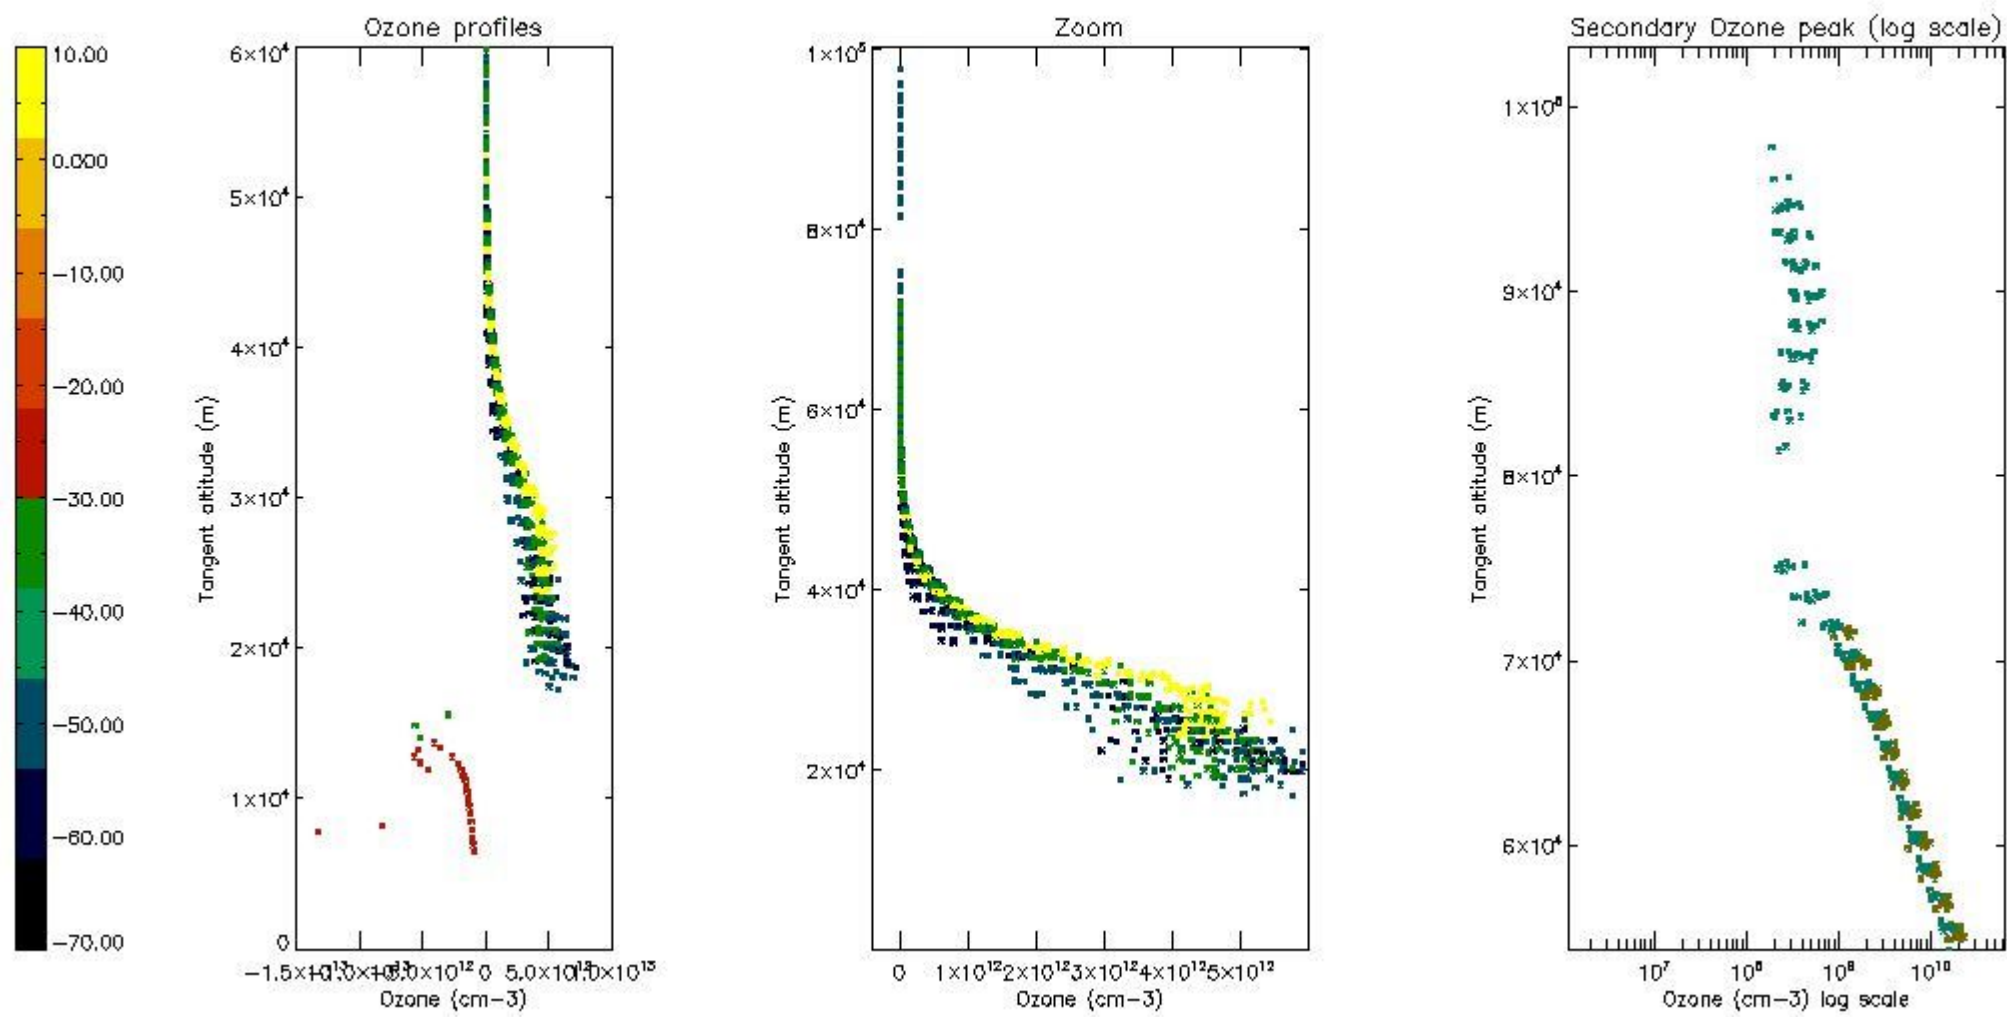 Ozone profiles
Zoom
Secondary Ozone peak (log scale)
10.00
0.000
−10.00
−20.00
−30.00
−40.00
−50.00
−60.00
−70.00
6×10⁴
5×10⁴
4×10⁴
3×10⁴
2×10⁴
1×10⁴
0
Tangent altitude (m)
0
Ozone (cm−3)
1×10⁵
8×10⁴
6×10⁴
4×10⁴
2×10⁴
Tangent altitude (m)
0 1×10¹² 2×10¹² 3×10¹² 4×10¹² 5×10¹²
Ozone (cm−3)
1×10⁵
9×10⁴
8×10⁴
7×10⁴
6×10⁴
Tangent altitude (m)
10⁷ 10⁸ 10⁹ 10¹⁰
Ozone (cm−3) log scale